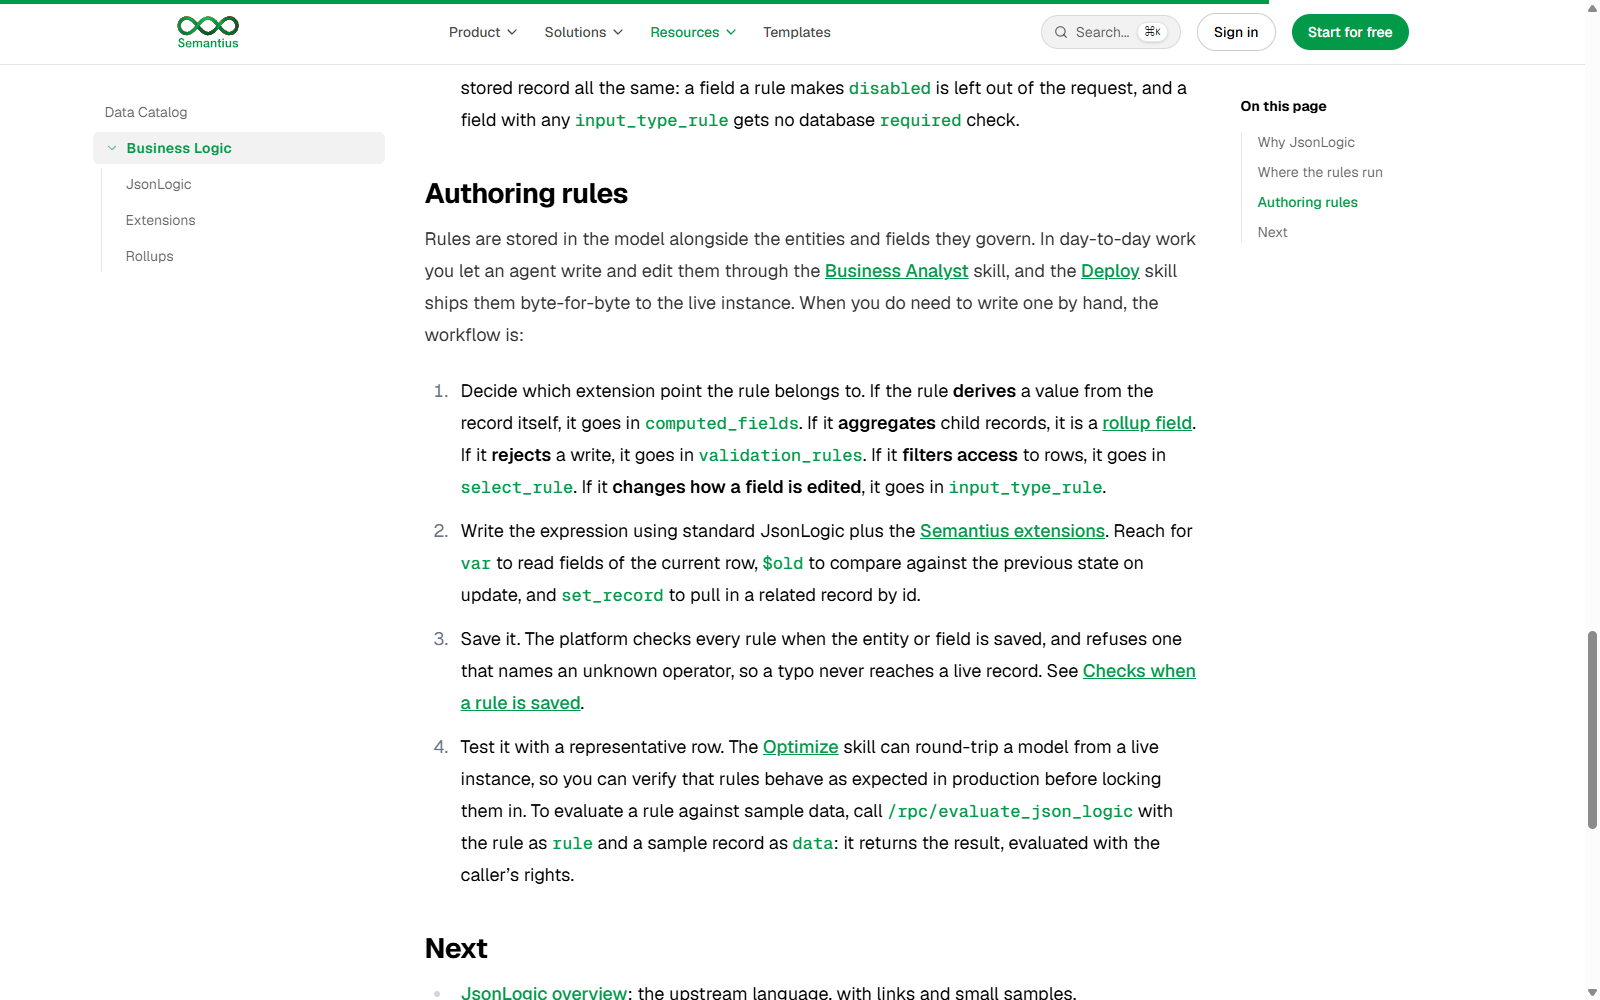 Semantius
Product
Solutions
Resources
Templates
Search...
⌘K
Sign in
Start for free
Data Catalog
Business Logic
JsonLogic
Extensions
Rollups
stored record all the same: a field a rule makes disabled is left out of the request, and a
field with any input_type_rule gets no database required check.
Authoring rules
Rules are stored in the model alongside the entities and fields they govern. In day-to-day work
you let an agent write and edit them through the Business Analyst skill, and the Deploy skill
ships them byte-for-byte to the live instance. When you do need to write one by hand, the
workflow is:
1. Decide which extension point the rule belongs to. If the rule derives a value from the
record itself, it goes in computed_fields. If it aggregates child records, it is a rollup field.
If it rejects a write, it goes in validation_rules. If it filters access to rows, it goes in
select_rule. If it changes how a field is edited, it goes in input_type_rule.
2. Write the expression using standard JsonLogic plus the Semantius extensions. Reach for
var to read fields of the current row, $old to compare against the previous state on
update, and set_record to pull in a related record by id.
3. Save it. The platform checks every rule when the entity or field is saved, and refuses one
that names an unknown operator, so a typo never reaches a live record. See Checks when
a rule is saved.
4. Test it with a representative row. The Optimize skill can round-trip a model from a live
instance, so you can verify that rules behave as expected in production before locking
them in. To evaluate a rule against sample data, call /rpc/evaluate_json_logic with
the rule as rule and a sample record as data: it returns the result, evaluated with the
caller’s rights.
Next
JsonLogic overview: the upstream language, with links and small samples.
On this page
Why JsonLogic
Where the rules run
Authoring rules
Next